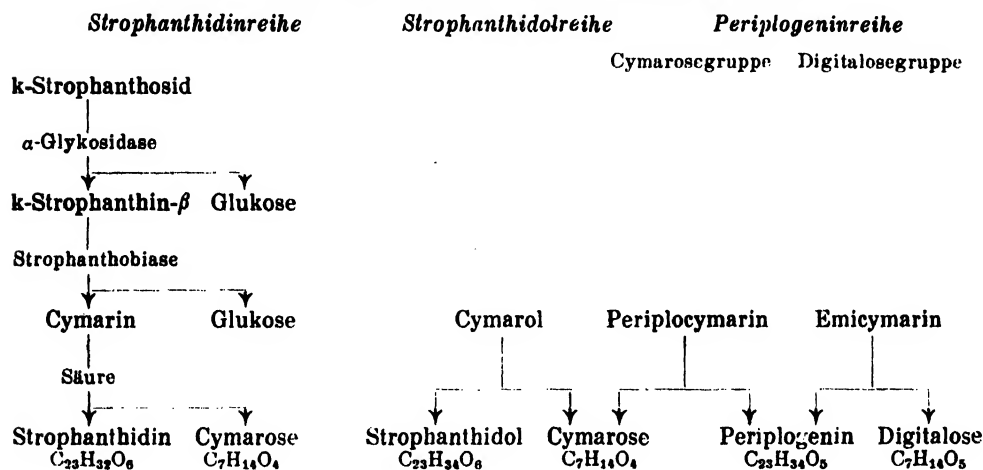 Strophanthidinreihe Strophanthidolreihe Periplogeninreihe
Cymarosegruppe Digitalosegruppe
k-Strophanthosid
α-Glykosidase
k-Strophanthin-β Glukose
Strophanthobiase
Cymarin Glukose Cymarol Periplocymarin Emicymarin
Säure
Strophanthidin Cymarose Strophanthidol Cymarose Periplogenin Digitalose
C₂₃H₃₂O₆ C₇H₁₄O₄ C₂₃H₃₄O₆ C₇H₁₄O₄ C₂₃H₃₄O₅ C₇H₁₄O₅